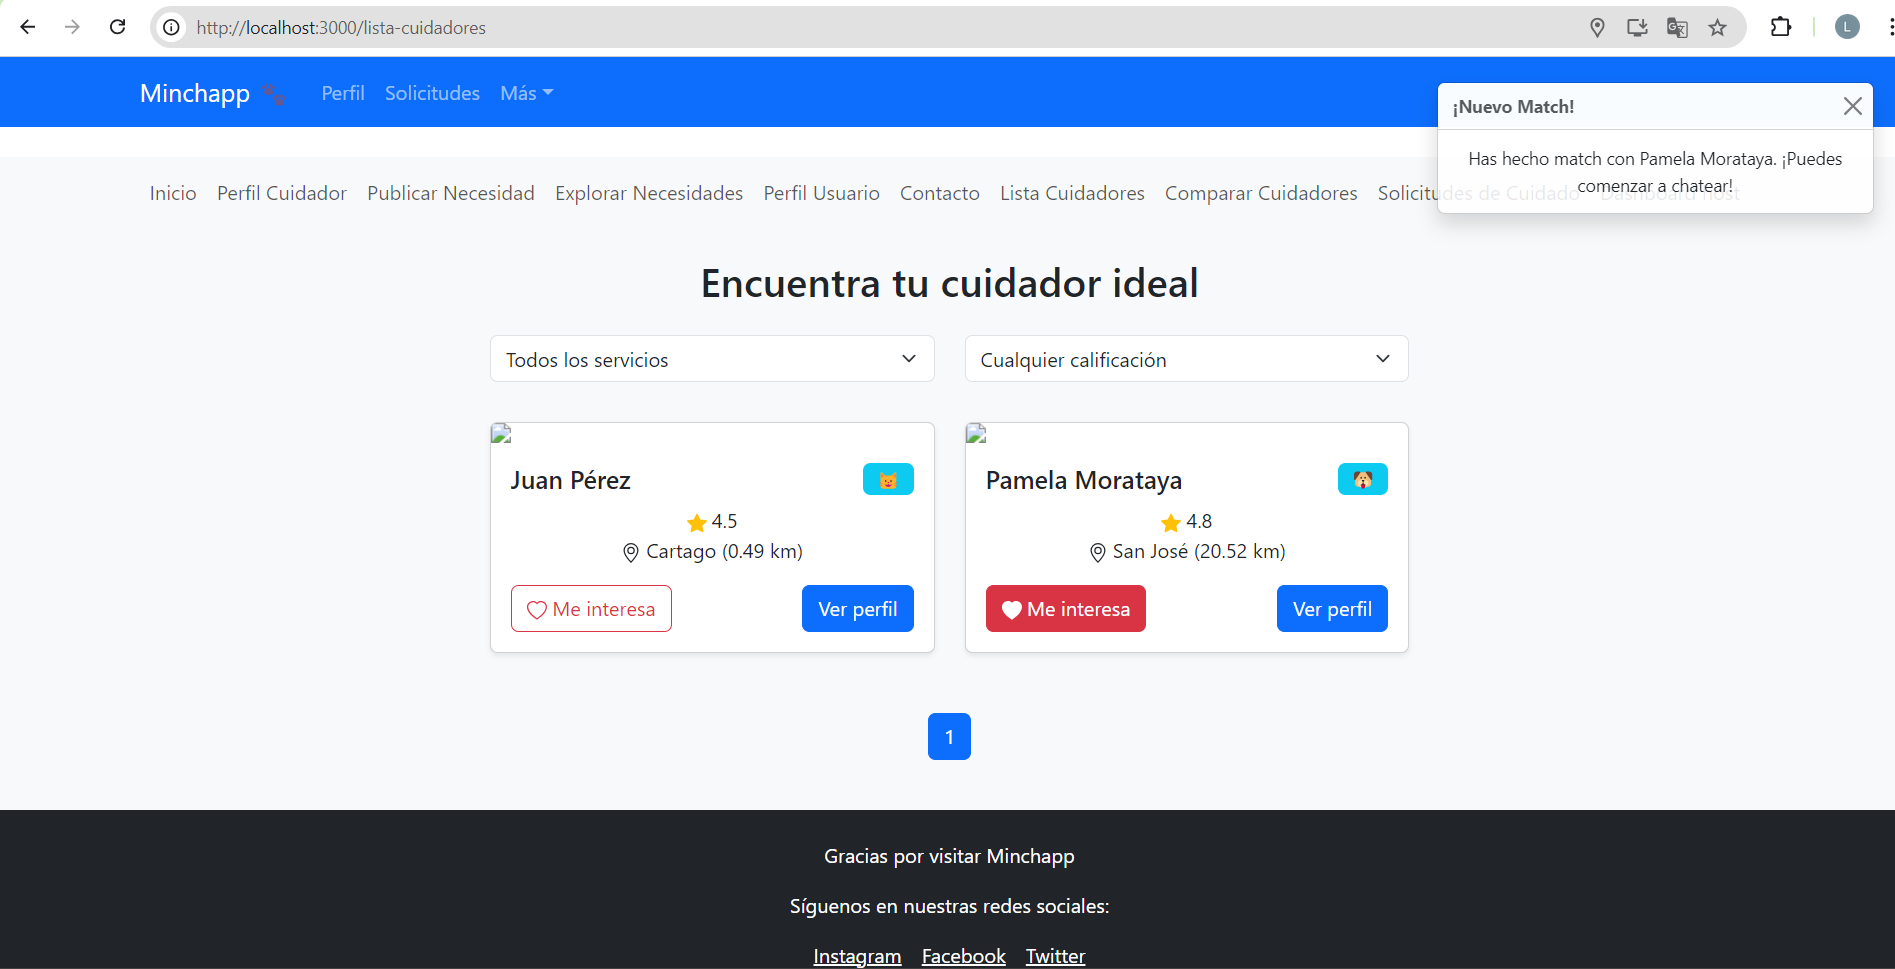 http://localhost:3000/lista-cuidadores
L
Minchapp Perfil Solicitudes Más
¡Nuevo Match!
Has hecho match con Pamela Morataya. ¡Puedes
comenzar a chatear!
Inicio Perfil Cuidador Publicar Necesidad Explorar Necesidades Perfil Usuario Contacto Lista Cuidadores Comparar Cuidadores Solicitudes de Cuidado Dashboard host
Encuentra tu cuidador ideal
Todos los servicios Cualquier calificación
Juan Pérez
4.5
Cartago (0.49 km)
Me interesa Ver perfil
Pamela Morataya
4.8
San José (20.52 km)
Me interesa Ver perfil
1
Gracias por visitar Minchapp
Síguenos en nuestras redes sociales:
Instagram Facebook Twitter